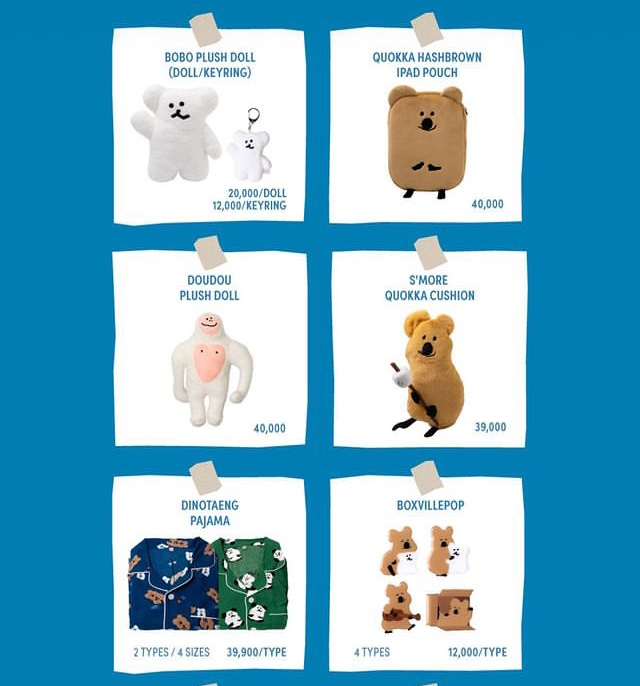 BOBO PLUSH DOLL
(DOLL/KEYRING)
20,000/DOLL
12,000/KEYRING
QUOKKA HASHBROWN
IPAD POUCH
40,000
DOUDOU
PLUSH DOLL
40,000
S'MORE
QUOKKA CUSHION
39,000
DINOTAENG
PAJAMA
2 TYPES / 4 SIZES 39,900/TYPE
BOXVILLEPOP
4 TYPES 12,000/TYPE